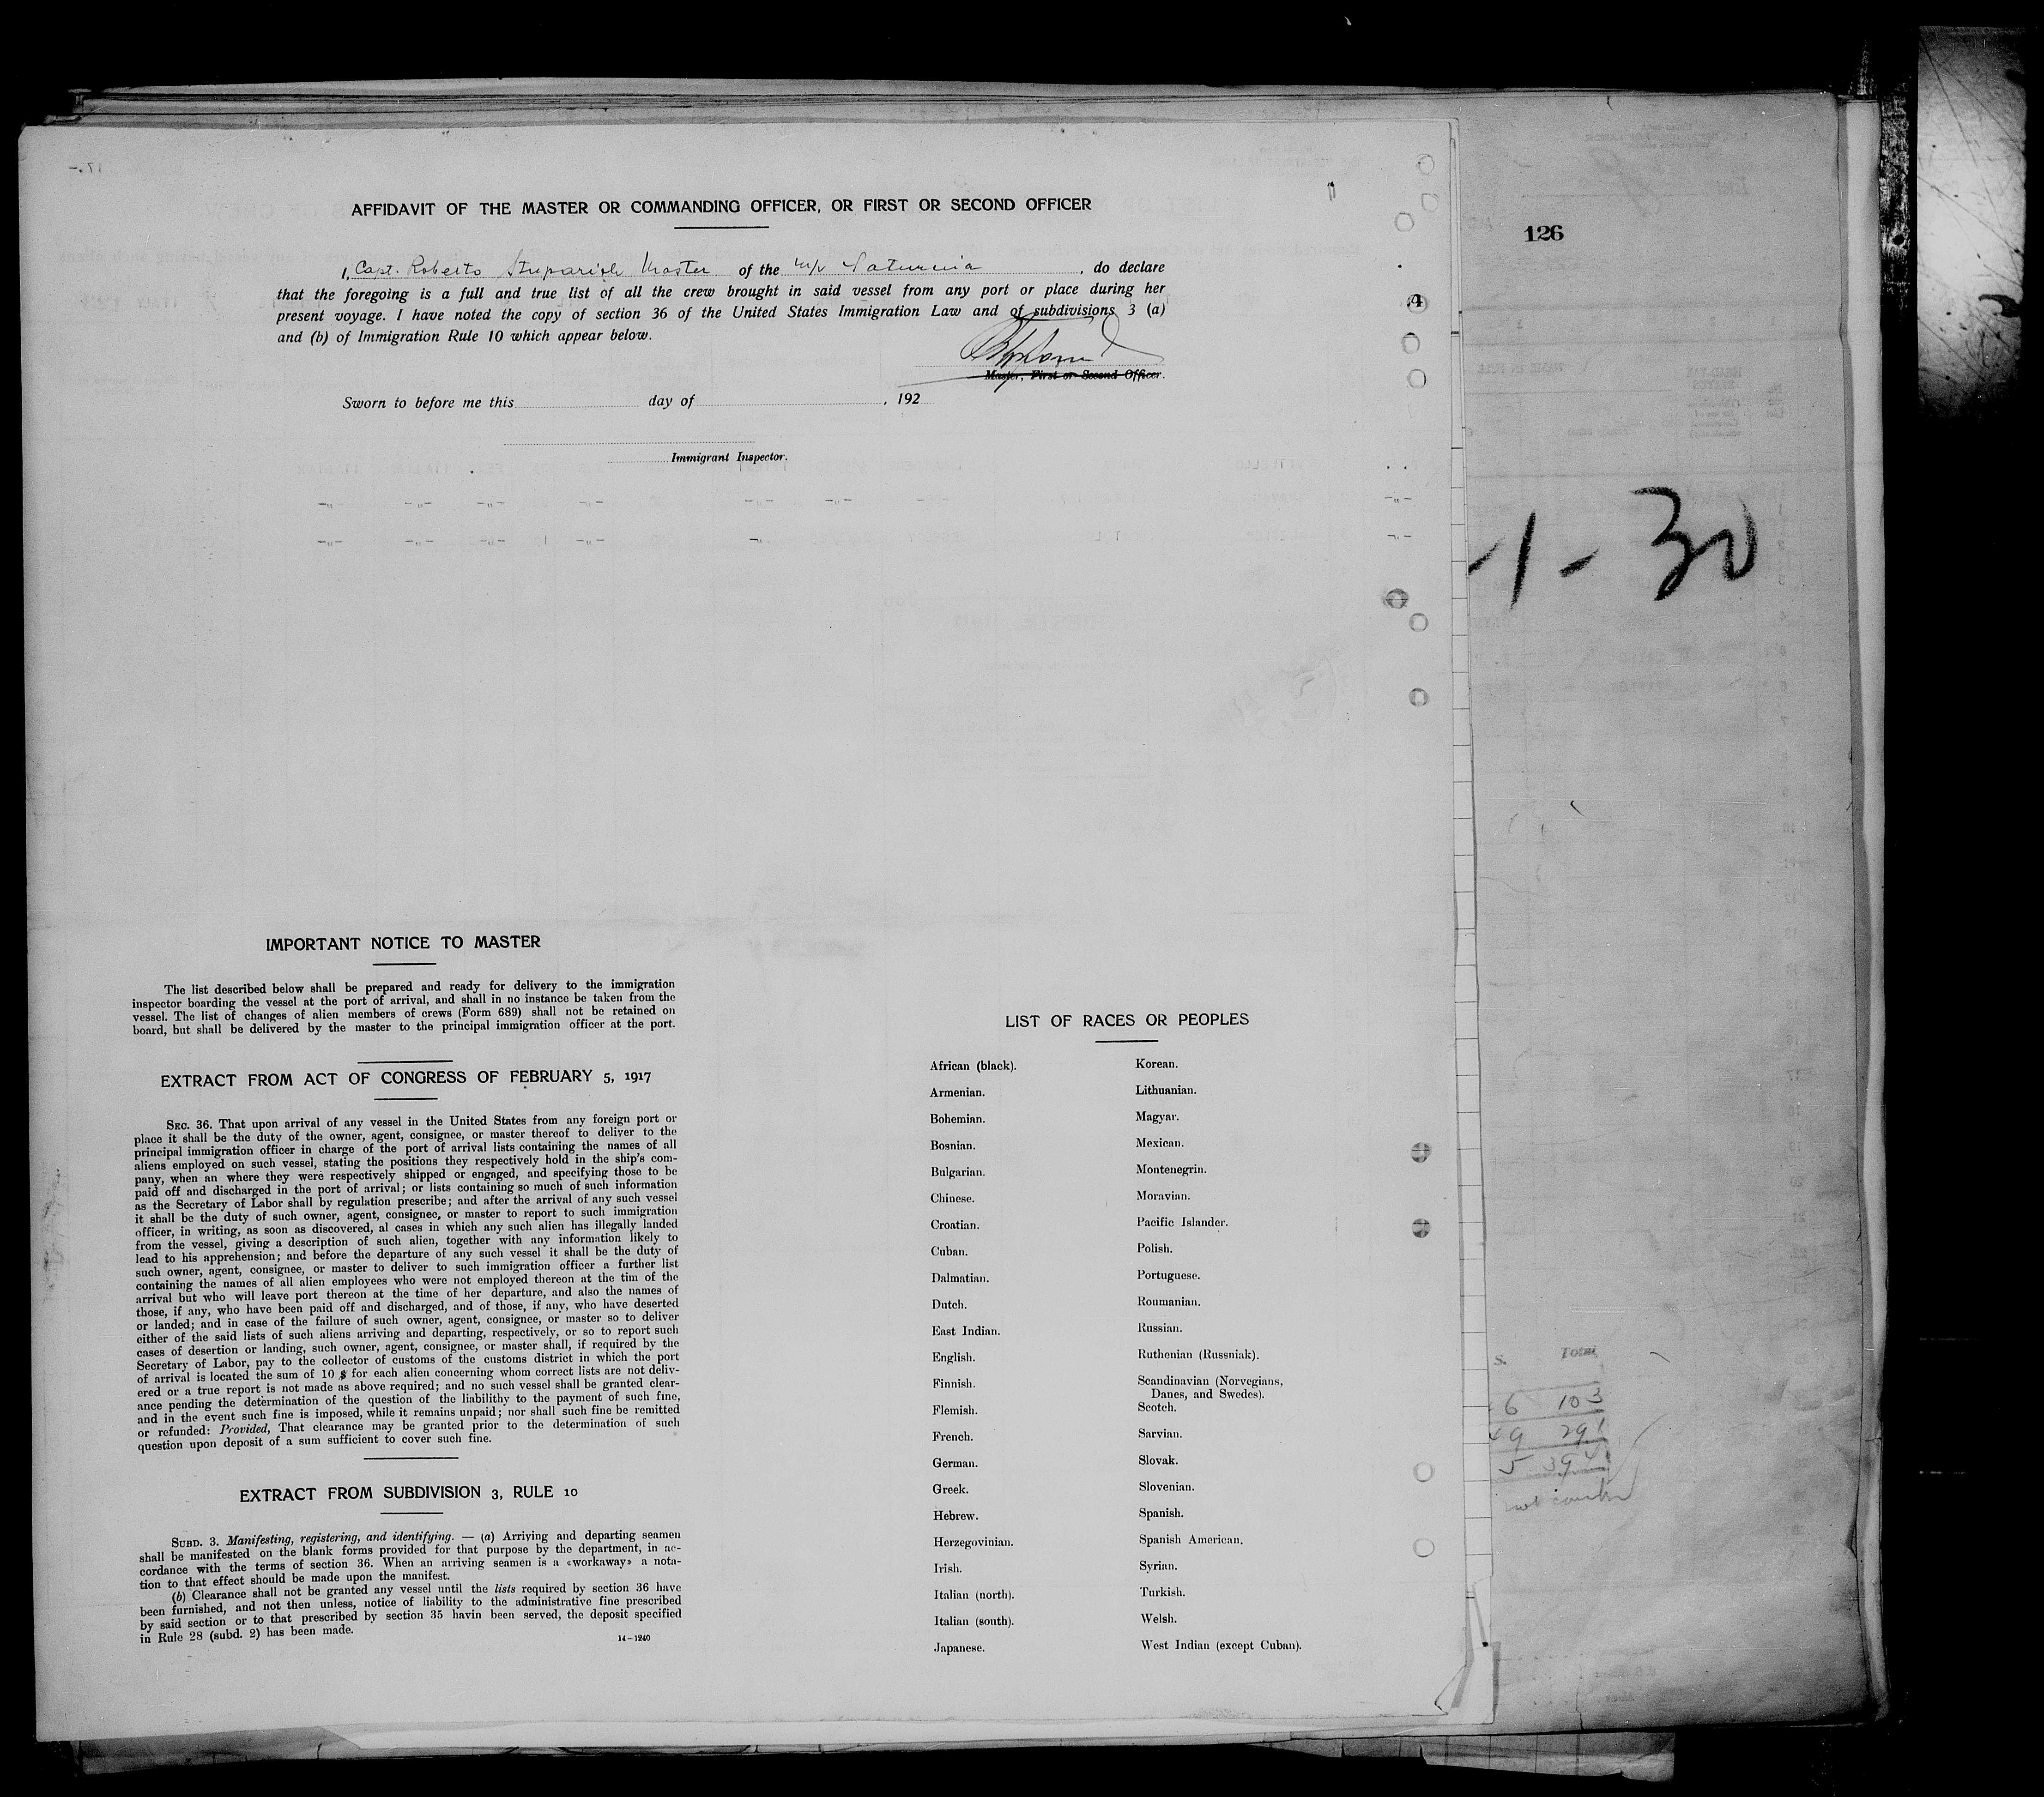 126
AFFIDAVIT OF THE MASTER OR COMMANDING OFFICER, OR FIRST OR SECOND OFFICER
I, Capt. Roberto Stuparich Master of the m/v Saturnia, do declare
that the foregoing is a full and true list of all the crew brought in said vessel from any port or place during her
present voyage. I have noted the copy of section 36 of the United States Immigration Law and of subdivisions 3 (a)
and (b) of Immigration Rule 10 which appear below.
Master, First or Second Officer.
Sworn to before me this day of , 192
Immigrant Inspector.
-1-30
IMPORTANT NOTICE TO MASTER
The list described below shall be prepared and ready for delivery to the immigration
inspector boarding the vessel at the port of arrival, and shall in no instance be taken from the
vessel. The list of changes of alien members of crews (Form 689) shall not be retained on
board, but shall be delivered by the master to the principal immigration officer at the port.
EXTRACT FROM ACT OF CONGRESS OF FEBRUARY 5, 1917
SEC. 36. That upon arrival of any vessel in the United States from any foreign port or
place it shall be the duty of the owner, agent, consignee, or master thereof to deliver to the
principal immigration officer in charge of the port of arrival lists containing the names of all
aliens employed on such vessel, stating the positions they respectively hold in the ship's com-
pany, when an where they were respectively shipped or engaged, and specifying those to be
paid off and discharged in the port of arrival; or lists containing so much of such information
as the Secretary of Labor shall by regulation prescribe; and after the arrival of any such vessel
it shall be the duty of such owner, agent, consignee, or master to report to such immigration
officer, in writing, as soon as discovered, al cases in which any such alien has illegally landed
from the vessel, giving a description of such alien, together with any information likely to
lead to his apprehension; and before the departure of any such vessel it shall be the duty of
such owner, agent, consignee, or master to deliver to such immigration officer a further list
containing the names of all alien employees who were not employed thereon at the tim of the
arrival but who will leave port thereon at the time of her departure, and also the names of
those, if any, who have been paid off and discharged, and of those, if any, who have deserted
or landed; and in case of the failure of such owner, agent, consignee, or master so to deliver
either of the said lists of such aliens arriving and departing, respectively, or so to report such
cases of desertion or landing, such owner, agent, consignee, or master shall, if required by the
Secretary of Labor, pay to the collector of customs of the customs district in which the port
of arrival is located the sum of 10 $ for each alien concerning whom correct lists are not deliv-
ered or a true report is not made as above required; and no such vessel shall be granted clear-
ance pending the determination of the question of the liabilithy to the payment of such fine,
and in the event such fine is imposed, while it remains unpaid; nor shall such fine be remitted
or refunded: Provided, That clearance may be granted prior to the determination of such
question upon deposit of a sum sufficient to cover such fine.
EXTRACT FROM SUBDIVISION 3, RULE 10
SUBD. 3. Manifesting, registering, and identifying. — (a) Arriving and departing seamen
shall be manifested on the blank forms provided for that purpose by the department, in ac-
cordance with the terms of section 36. When an arriving seamen is a «workaway» a nota-
tion to that effect should be made upon the manifest.
(b) Clearance shall not be granted any vessel until the lists required by section 36 have
been furnished, and not then unless, notice of liability to the administrative fine prescribed
by said section or to that prescribed by section 35 havin been served, the deposit specified
in Rule 28 (subd. 2) has been made.
14-1240
LIST OF RACES OR PEOPLES
African (black).
Armenian.
Bohemian.
Bosnian.
Bulgarian.
Chinese.
Croatian.
Cuban.
Dalmatian.
Dutch.
East Indian.
English.
Finnish.
Flemish.
French.
German.
Greek.
Hebrew.
Herzegovinian.
Irish.
Italian (north).
Italian (south).
Japanese.
Korean.
Lithuanian.
Magyar.
Mexican.
Montenegrin.
Moravian.
Pacific Islander.
Polish.
Portuguese.
Roumanian.
Russian.
Ruthenian (Russniak).
Scandinavian (Norvegians,
Danes, and Swedes).
Scotch.
Sarvian.
Slovak.
Slovenian.
Spanish.
Spanish American.
Syrian.
Turkish.
Welsh.
West Indian (except Cuban).
S. Total
6 103
49 291
5 394